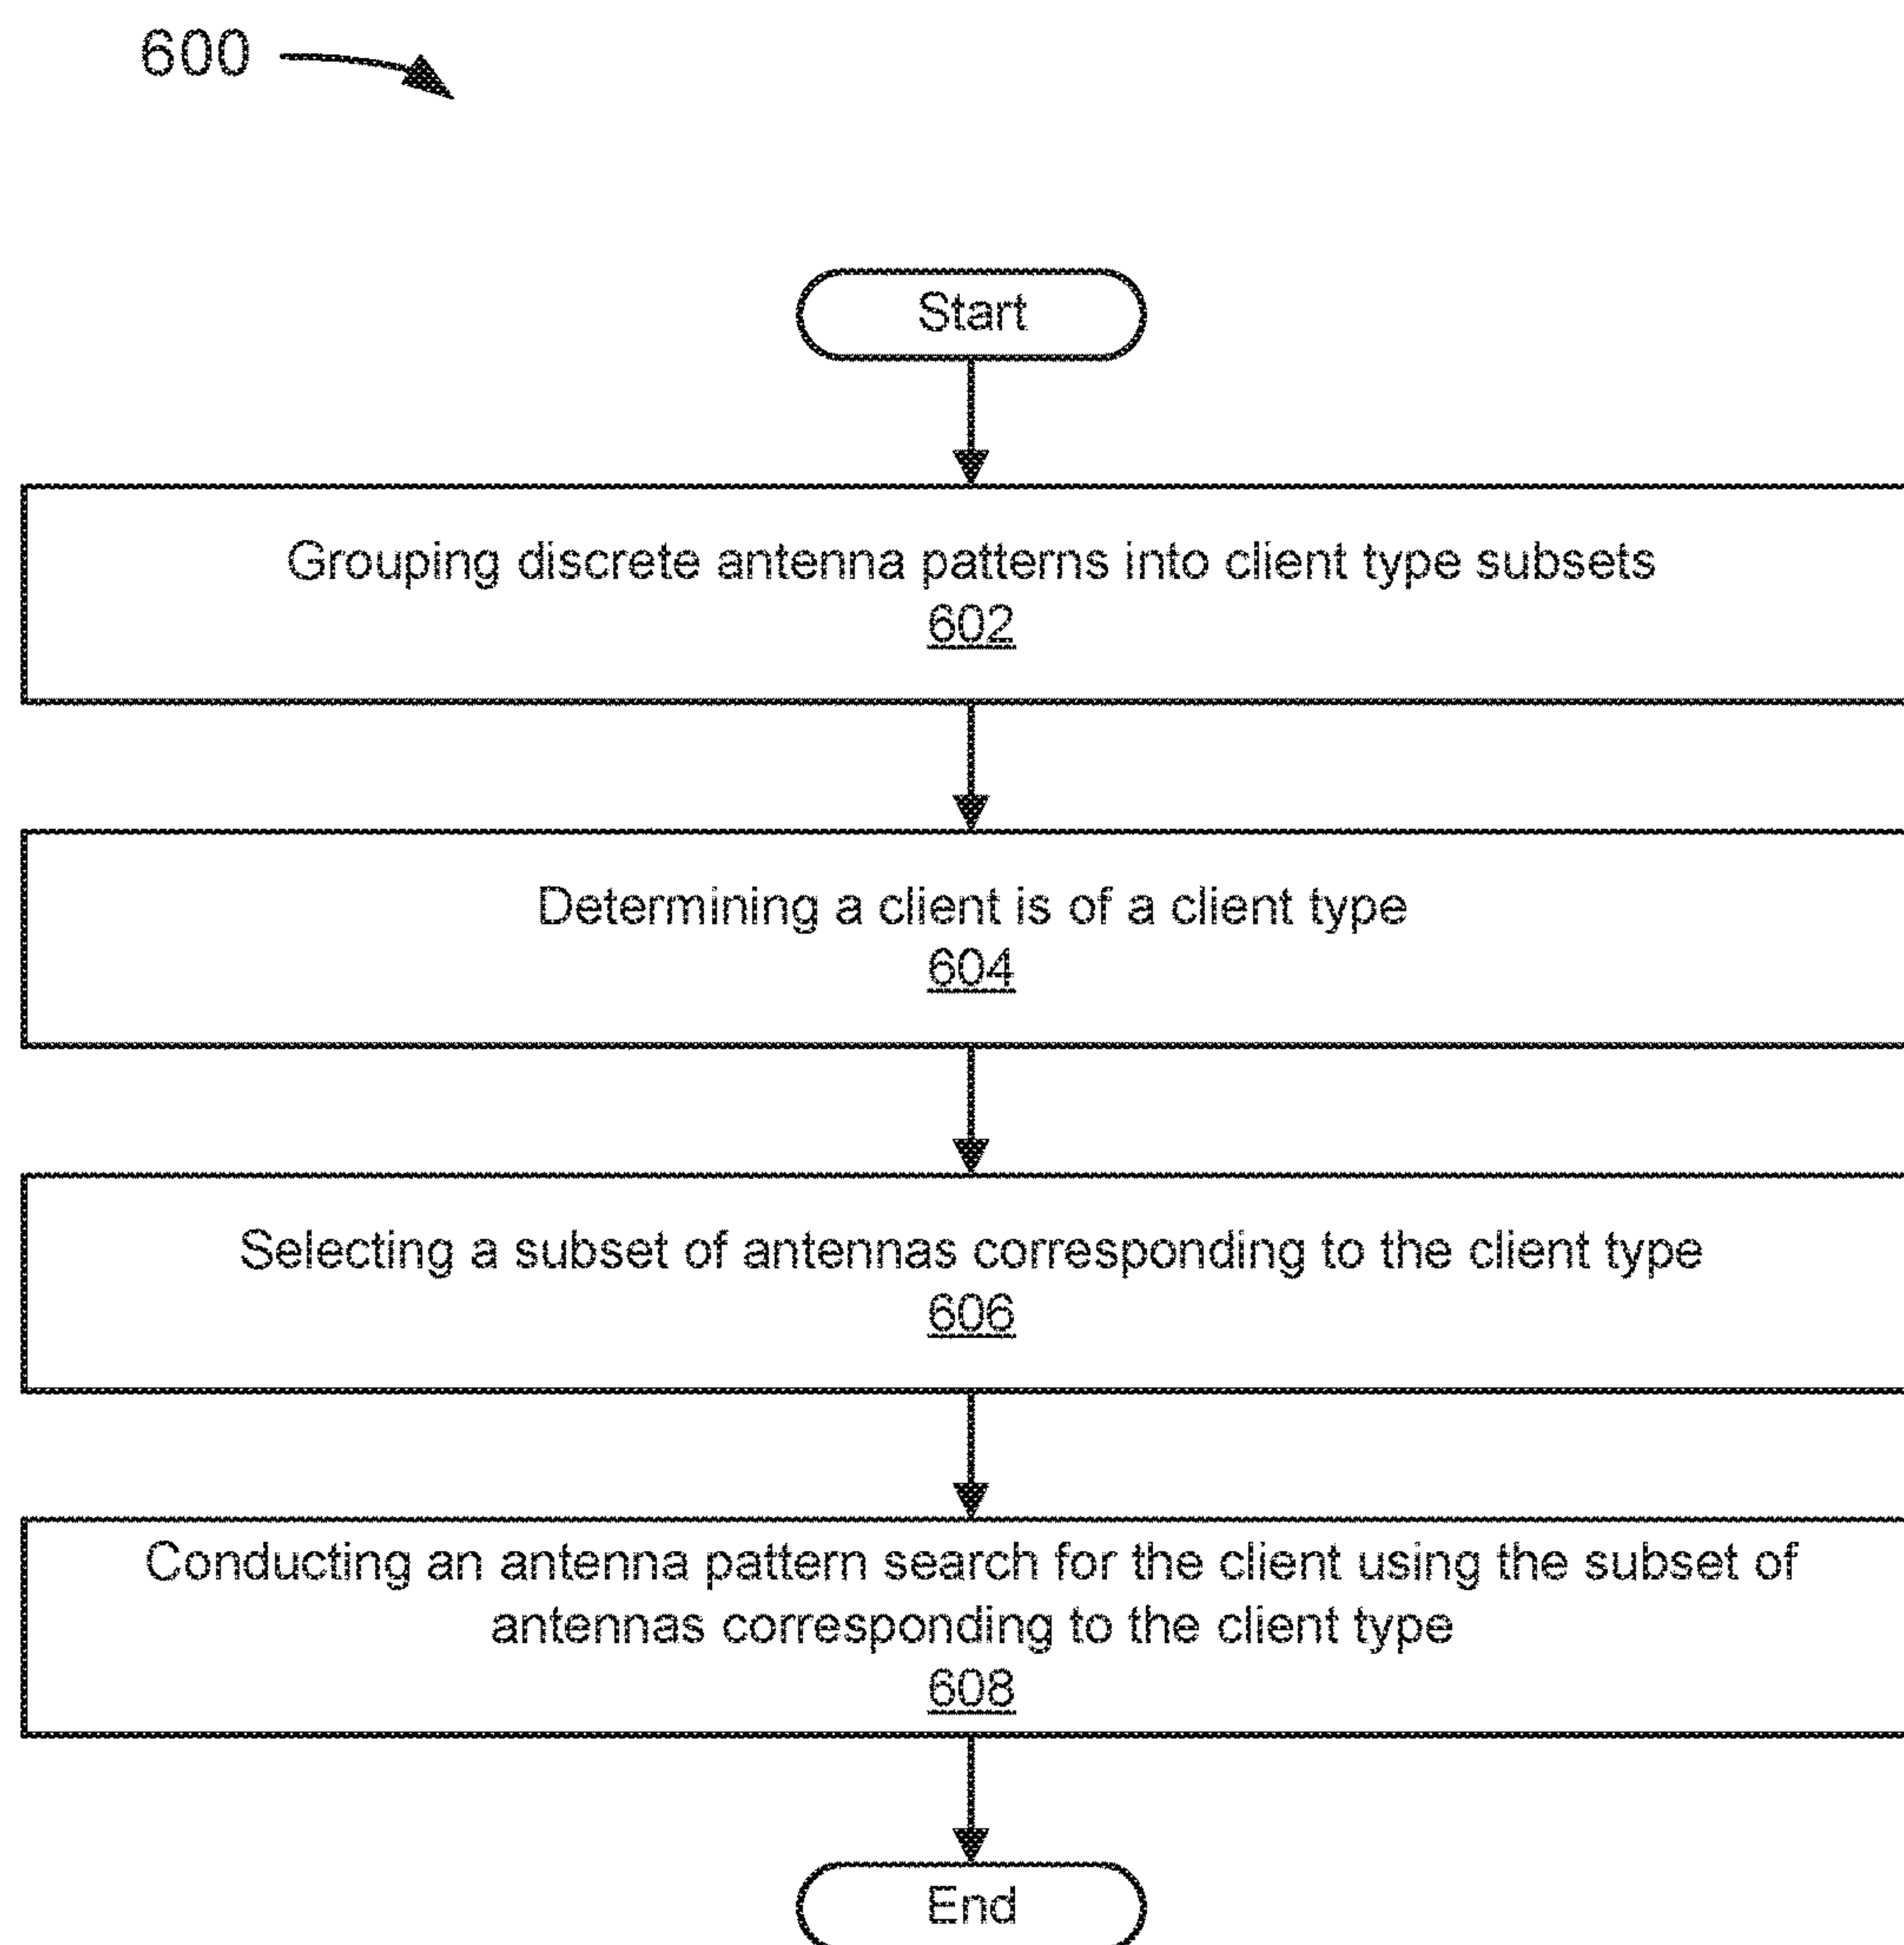 600
Start
Grouping discrete antenna patterns into client type subsets
602
Determining a client is of a client type
604
Selecting a subset of antennas corresponding to the client type
606
Conducting an antenna pattern search for the client using the subset of
antennas corresponding to the client type
608
End